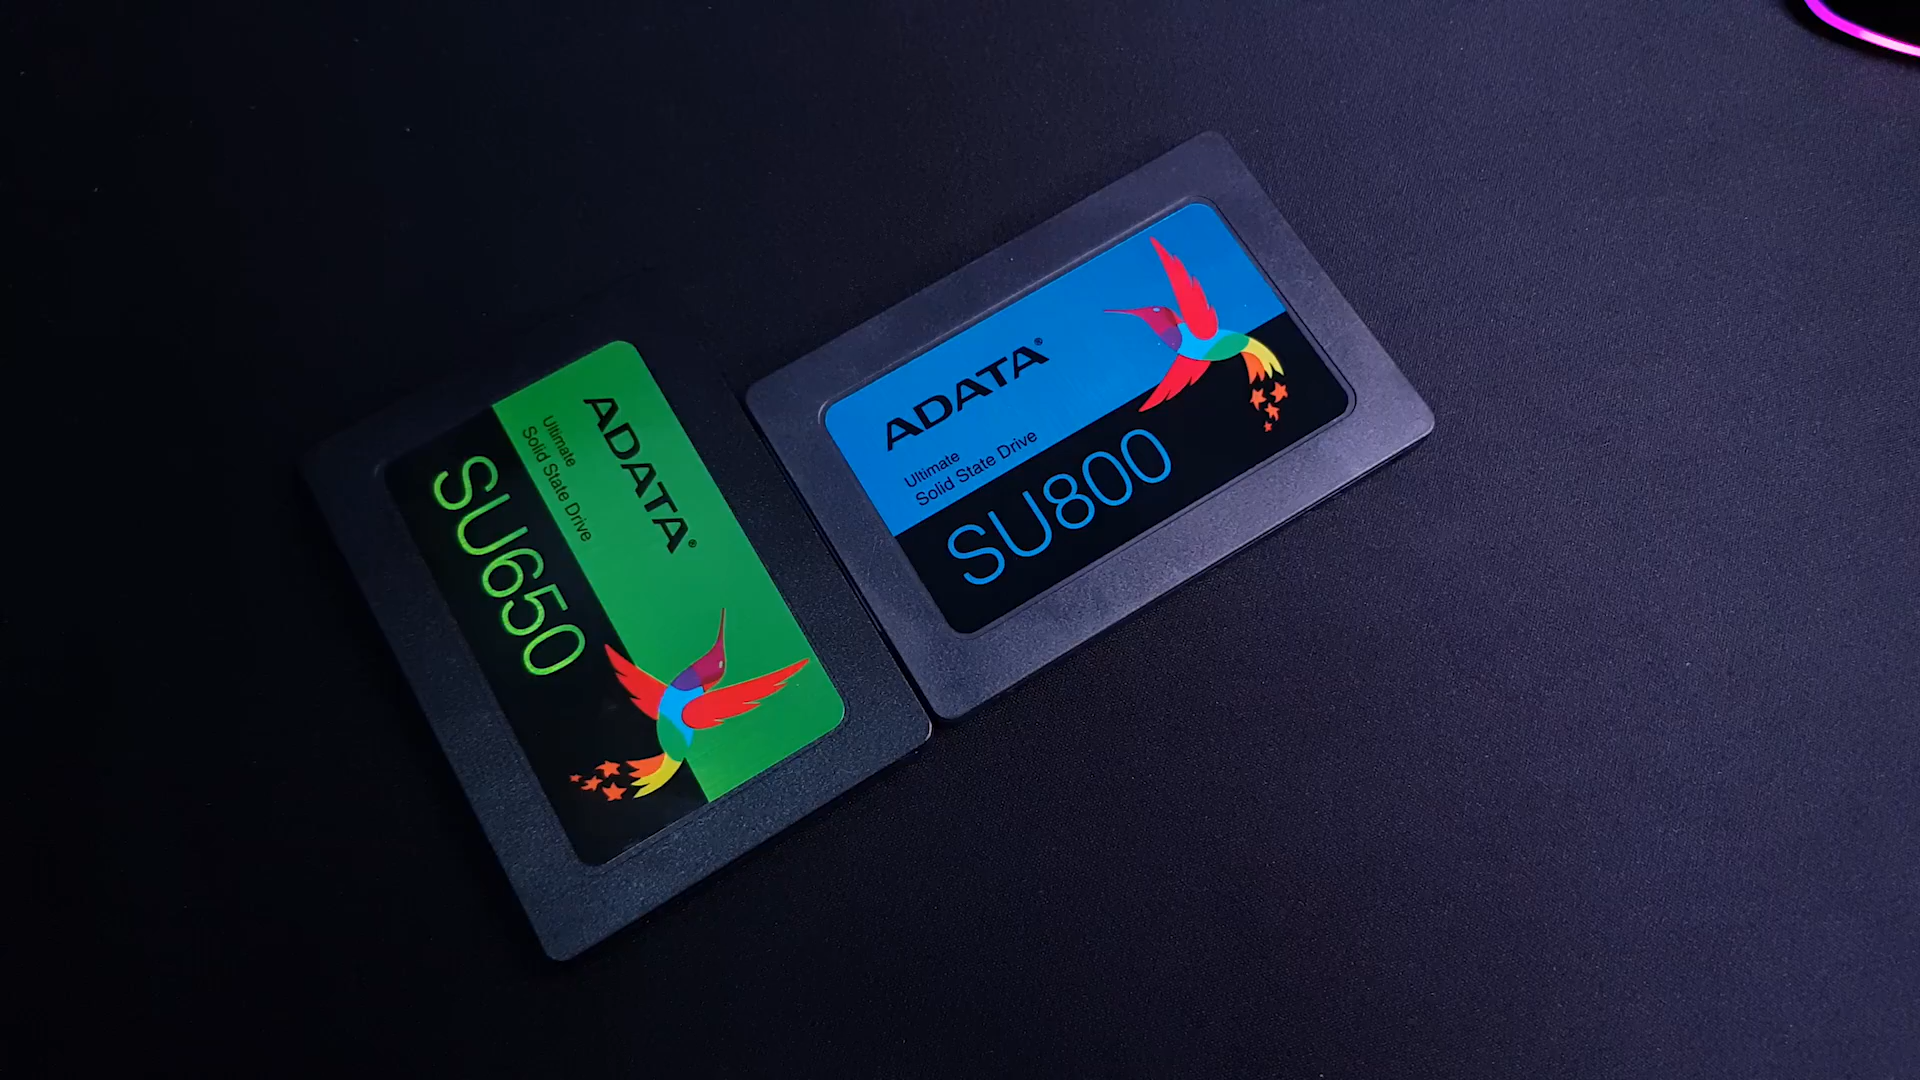 ADATA®
Ultimate
Solid State Drive
SU650
ADATA®
Ultimate
Solid State Drive
SU800